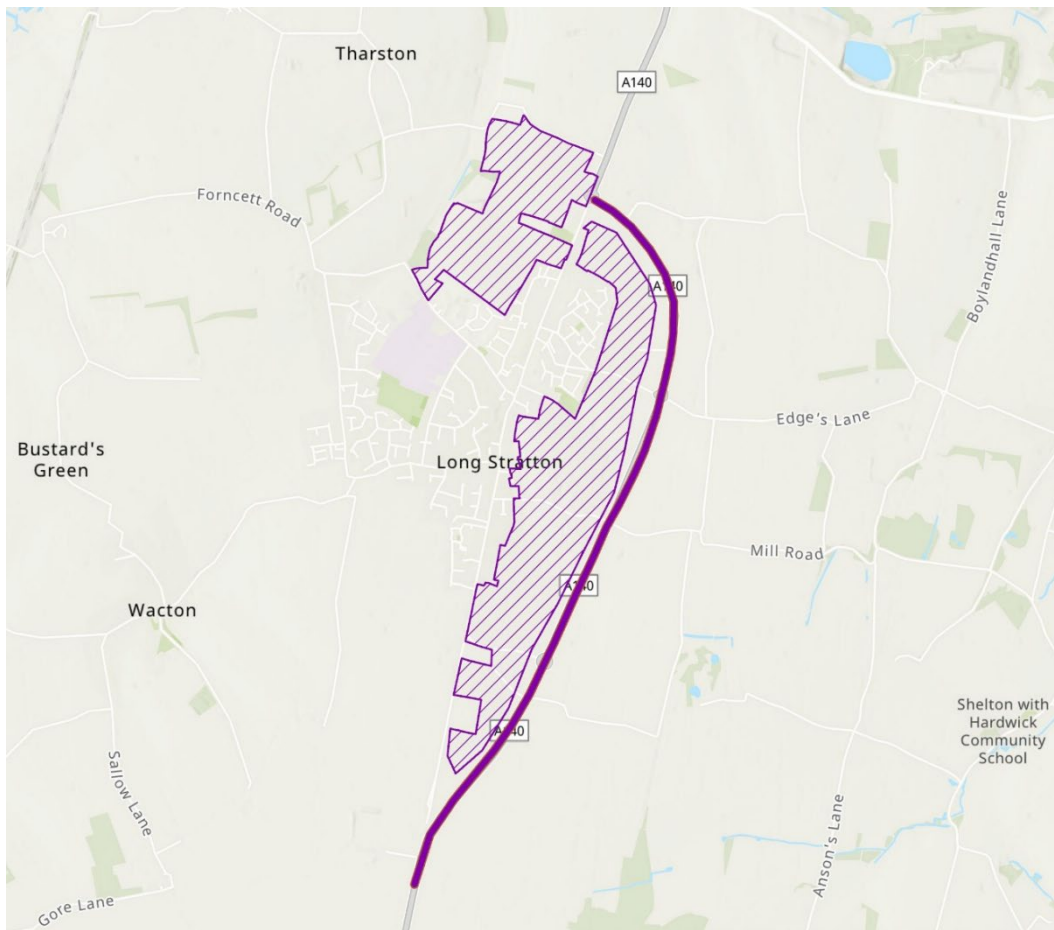 Tharston
A140
Forncett Road
Boylandhall Lane
A140
Edge's Lane
Bustard's
Green
Long Stratton
Mill Road
A140
Wacton
Shelton with
Hardwick
Community
School
A140
Sallow Lane
Anson's Lane
Gore Lane